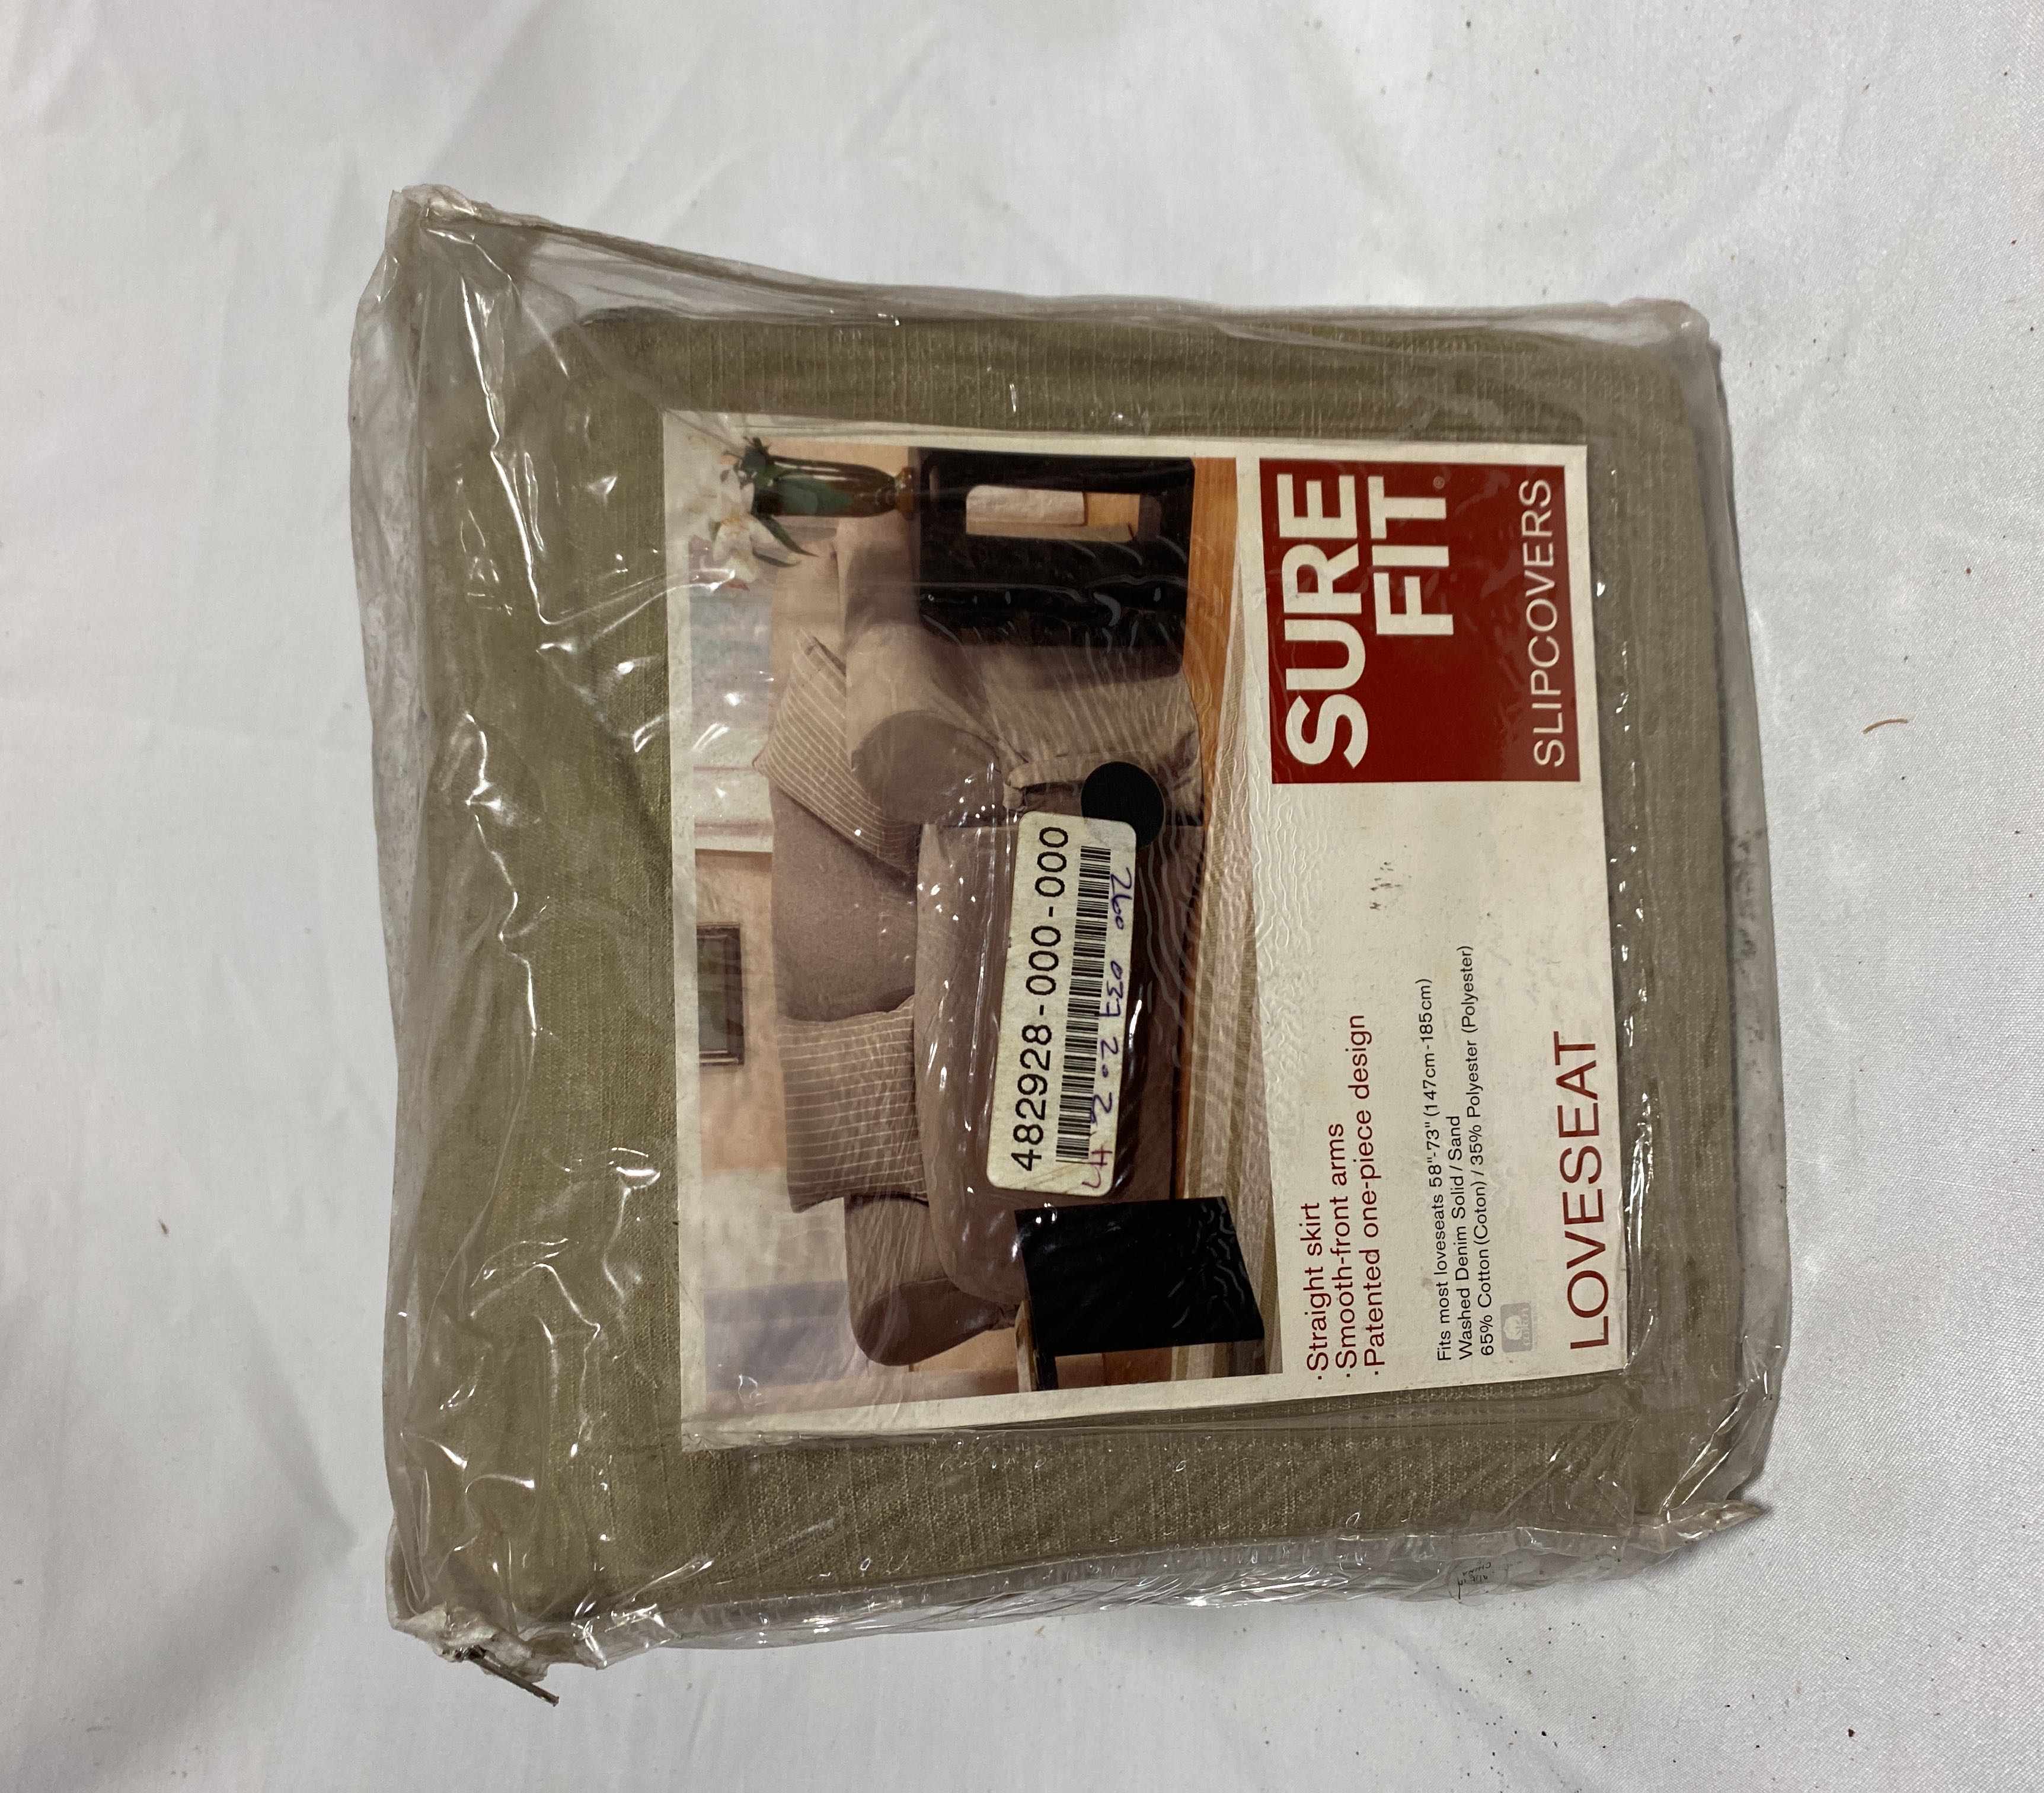 482928-000-000
SURE
FIT®
SLIPCOVERS
·Straight skirt
·Smooth-front arms
·Patented one-piece design
Fits most loveseats 58"-73" (147cm-185cm)
Washed Denim Solid / Sand
65% Cotton (Coton) / 35% Polyester (Polyester)
LOVESEAT